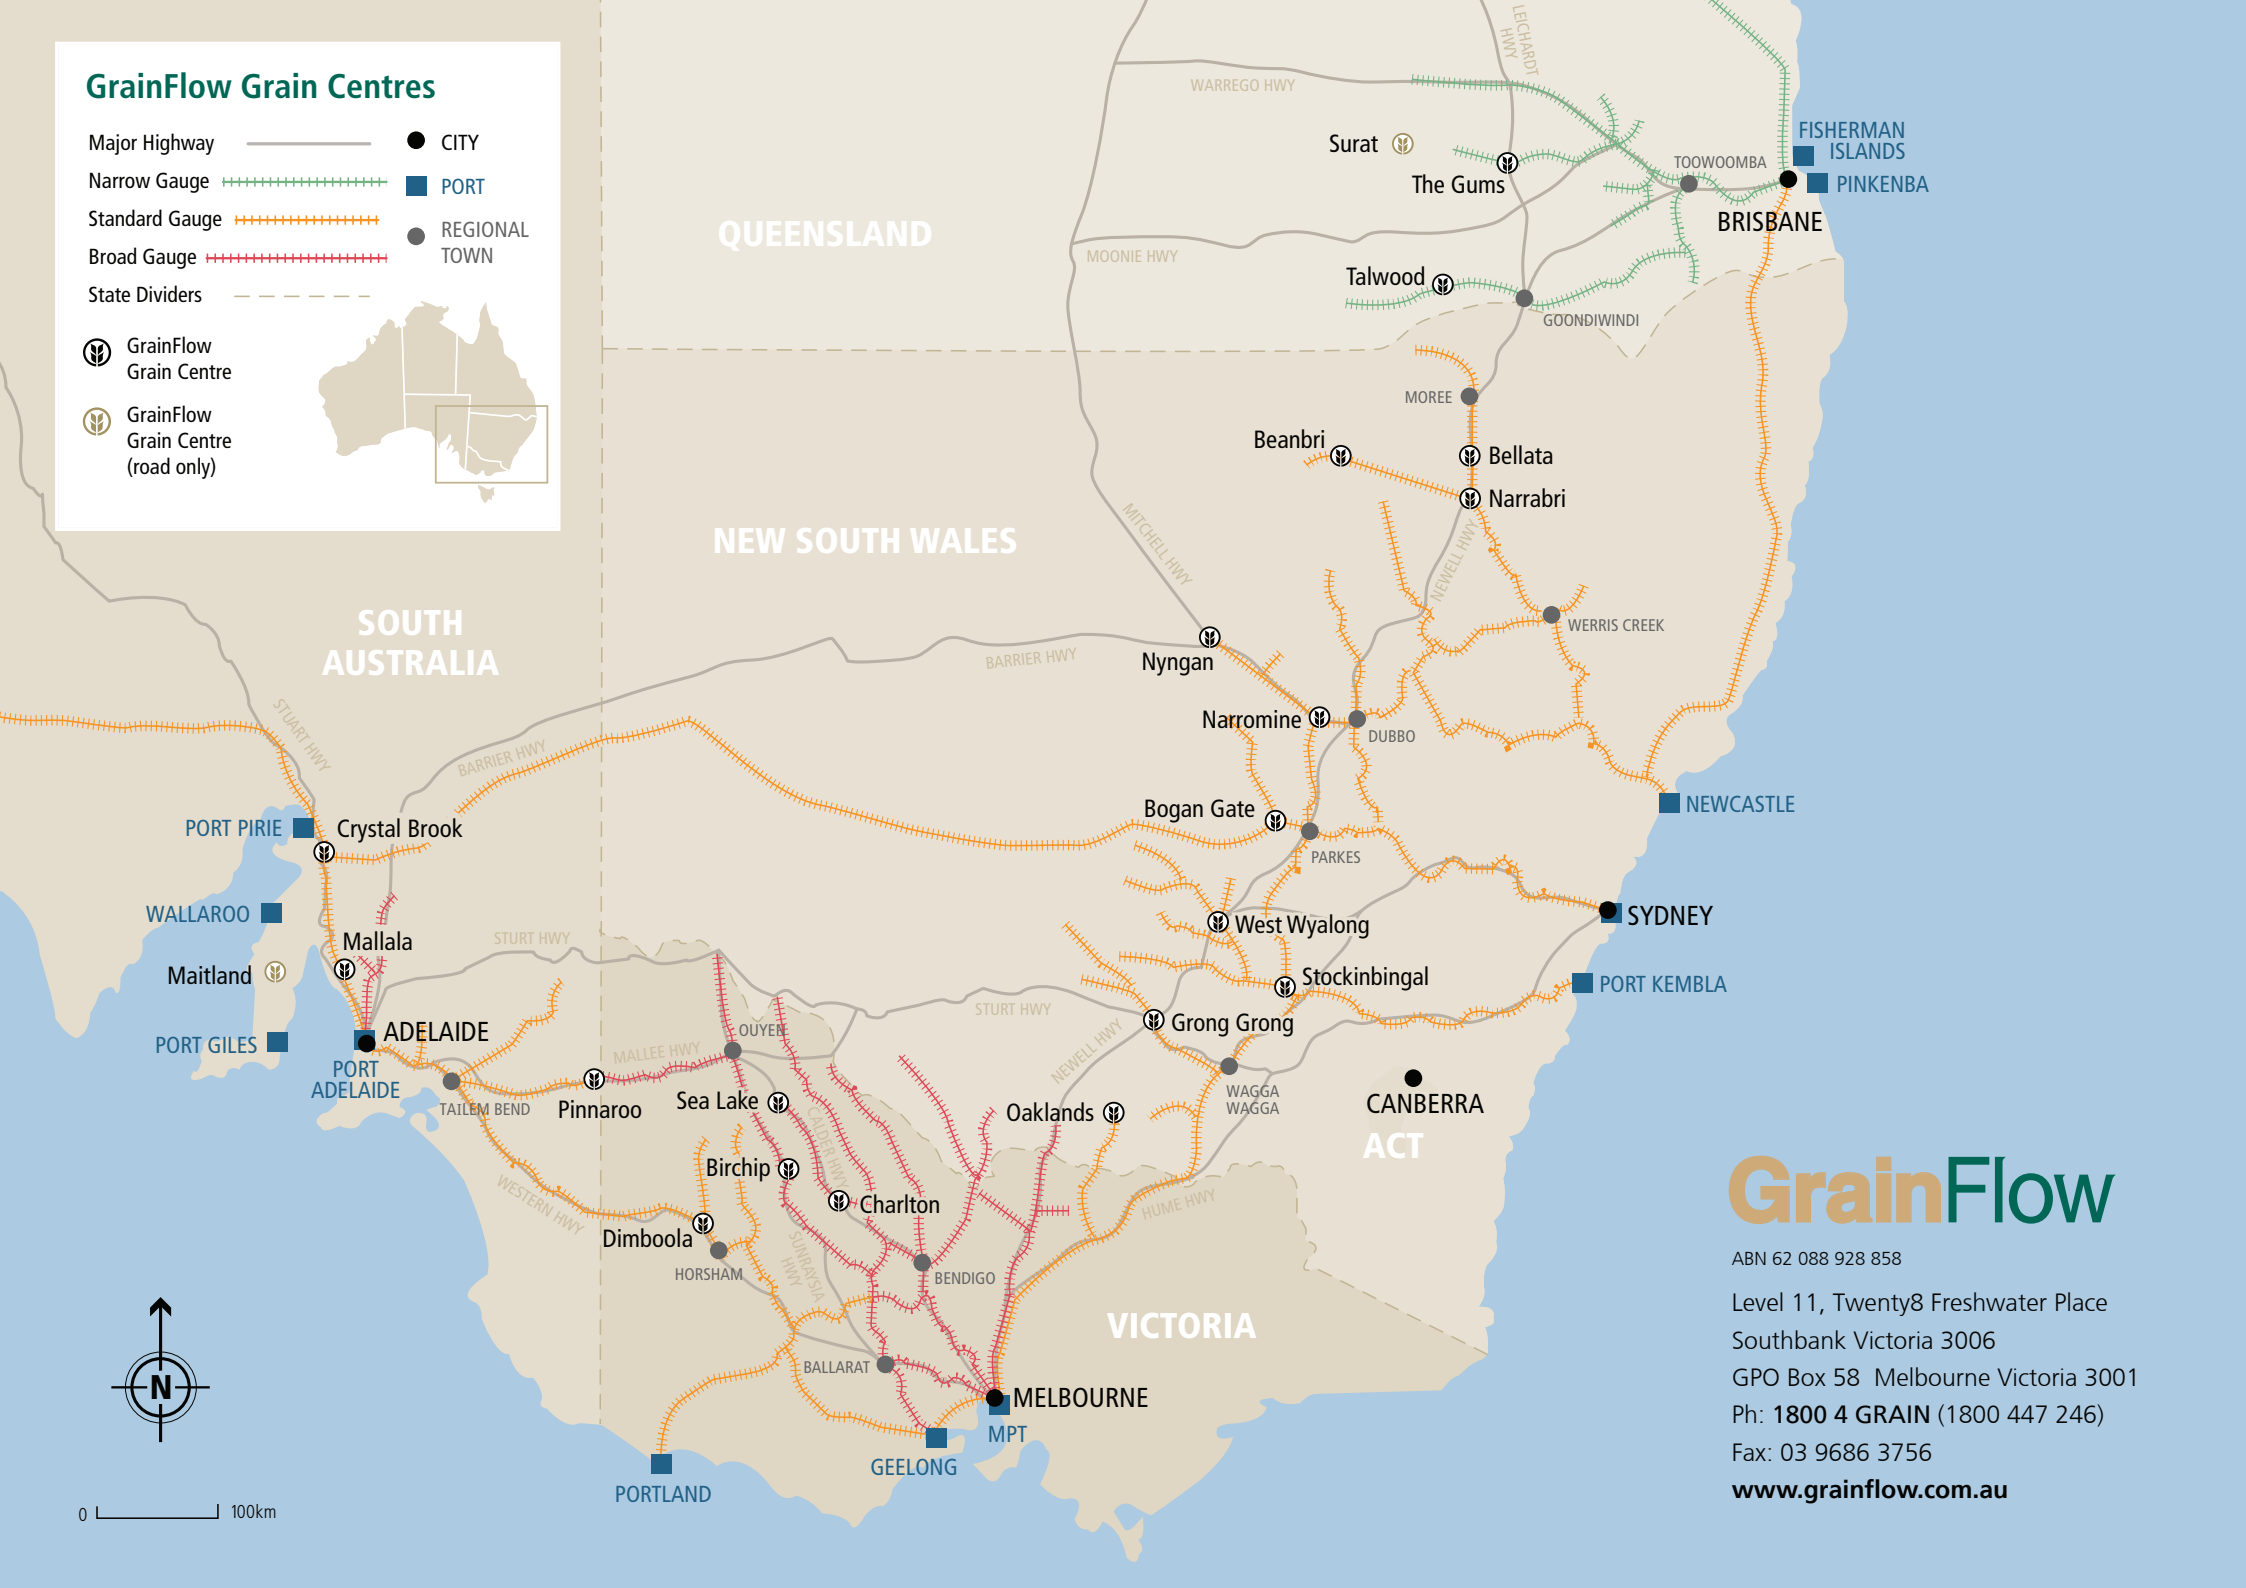 GrainFlow Grain Centres
Major Highway
Narrow Gauge
Standard Gauge
Broad Gauge
State Dividers
CITY
PORT
REGIONAL
TOWN
GrainFlow
Grain Centre
GrainFlow
Grain Centre
(road only)
LEICHARDT
HWY
WARREGO HWY
Surat
The Gums
TOOWOOMBA
FISHERMAN
ISLANDS
PINKENBA
BRISBANE
QUEENSLAND
MOONIE HWY
Talwood
GOONDIWINDI
MOREE
Beanbri
Bellata
Narrabri
NEW SOUTH WALES
MITCHELL HWY
NEWELL HWY
SOUTH
AUSTRALIA
WERRIS CREEK
BARRIER HWY
Nyngan
STUART HWY
BARRIER HWY
Narromine
DUBBO
NEWCASTLE
Bogan Gate
PORT PIRIE
Crystal Brook
PARKES
WALLAROO
SYDNEY
West Wyalong
Mallala
STURT HWY
Maitland
Stockinbingal
PORT KEMBLA
STURT HWY
Grong Grong
ADELAIDE
PORT GILES
PORT
ADELAIDE
OUYEN
MALLEE HWY
NEWELL HWY
TAILEM BEND
Pinnaroo
Sea Lake
Oaklands
WAGGA
WAGGA
CANBERRA
ACT
CALDER HWY
Birchip
Charlton
WESTERN HWY
HUME HWY
Dimboola
HORSHAM
SUNRAYSIA
HWY
BENDIGO
VICTORIA
BALLARAT
MELBOURNE
MPT
GEELONG
PORTLAND
N
0
100km
GrainFlow
ABN 62 088 928 858
Level 11, Twenty8 Freshwater Place
Southbank Victoria 3006
GPO Box 58 Melbourne Victoria 3001
Ph: 1800 4 GRAIN (1800 447 246)
Fax: 03 9686 3756
www.grainflow.com.au